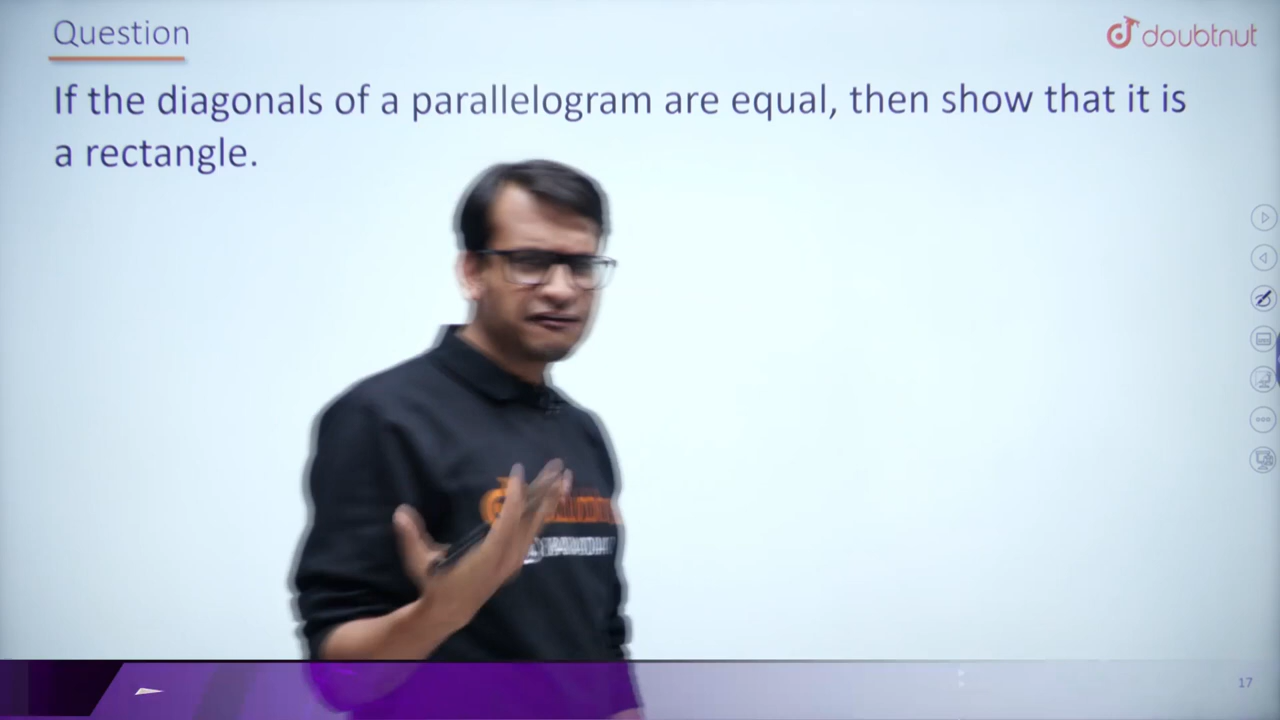 Question
doubtnut
If the diagonals of a parallelogram are equal, then show that it is
a rectangle.
17